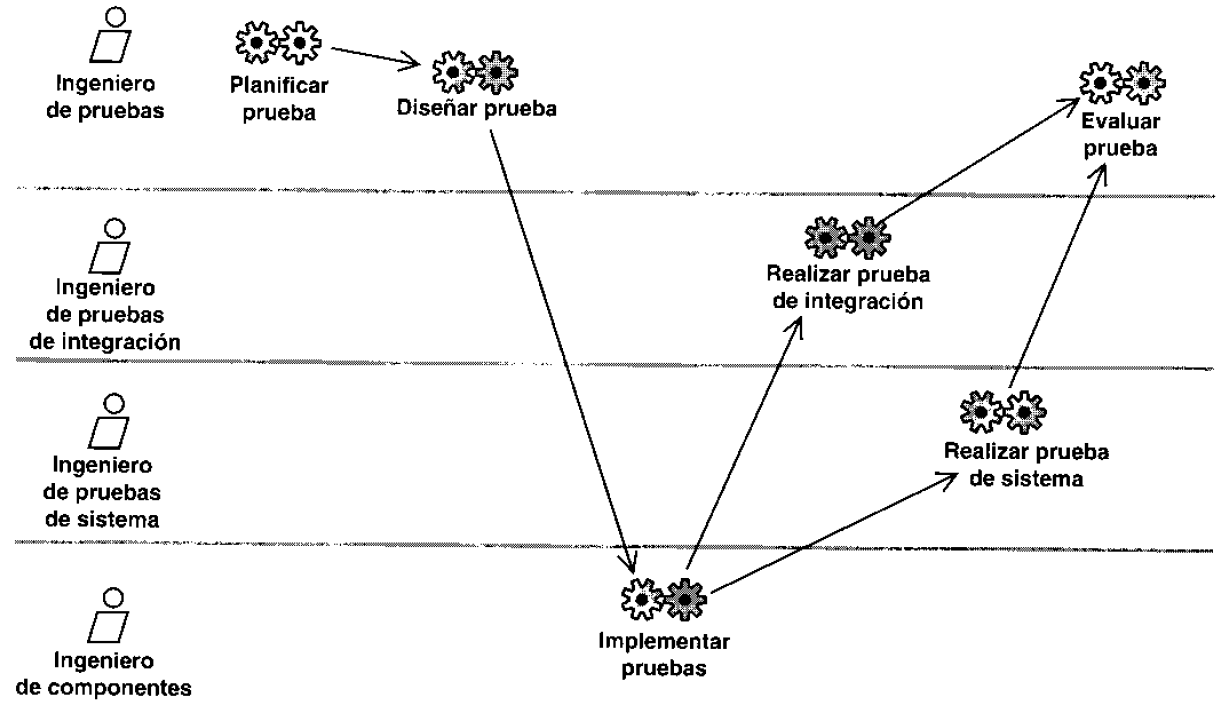 Ingeniero
de pruebas
Planificar
prueba
Diseñar prueba
Evaluar
prueba
Ingeniero
de pruebas
de integración
Realizar prueba
de integración
Ingeniero
de pruebas
de sistema
Realizar prueba
de sistema
Ingeniero
de componentes
Implementar
pruebas